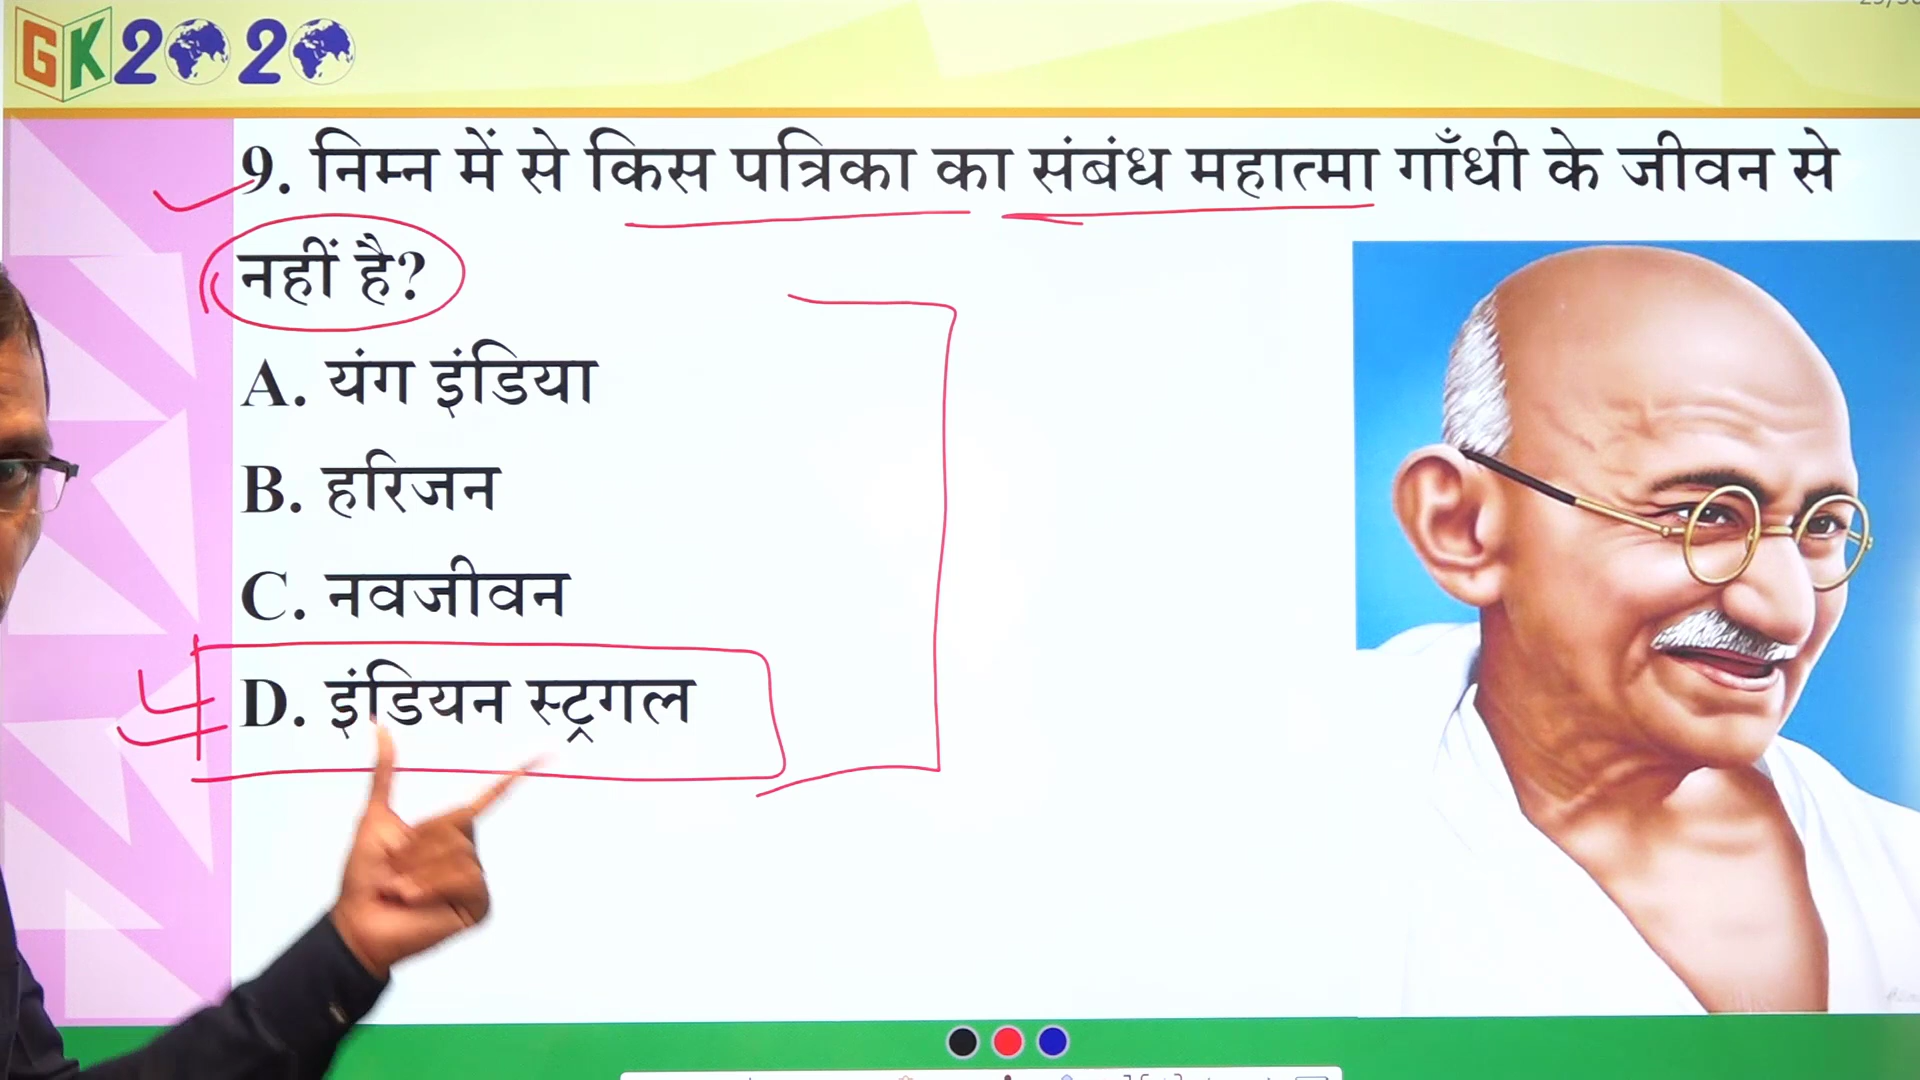 GK2020
9. निम्न में से किस पत्रिका का संबंध महात्मा गाँधी के जीवन से
नहीं है?
A. यंग इंडिया
B. हरिजन
C. नवजीवन
D. इंडियन स्ट्रगल